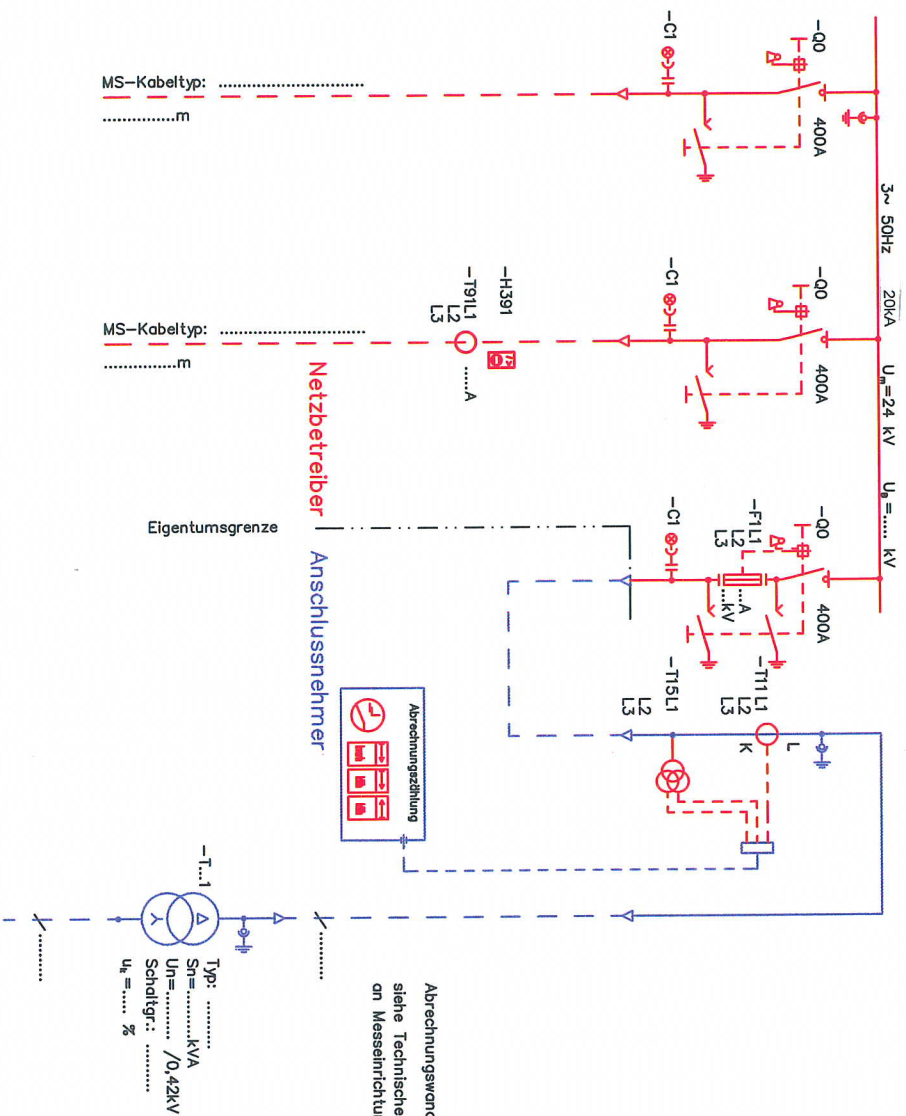 3~ 50Hz 20kA Um=24 kV UB=...... kV
-Q0
400A
-C1
MS-Kabeltyp: ..............................
...............m
-Q0
400A
-C1
-H391
-T91L1
L2
L3
......A
MS-Kabeltyp: ..............................
...............m
-Q0
400A
-F1L1
L2
L3
.....A
.....kV
-C1
Netzbetreiber
Anschlussnehmer
Eigentumsgrenze
-T11L1
L2
L3
K
L
-T15L1
L2
L3
Abrechnungszählung
-T...1
Typ: ..........
Sn=..........kVA
Un=.......... /0,42kV
Schaltgr.: ..........
uk=...... %
Abrechnungswand
siehe Technische
an Messeinrichtun